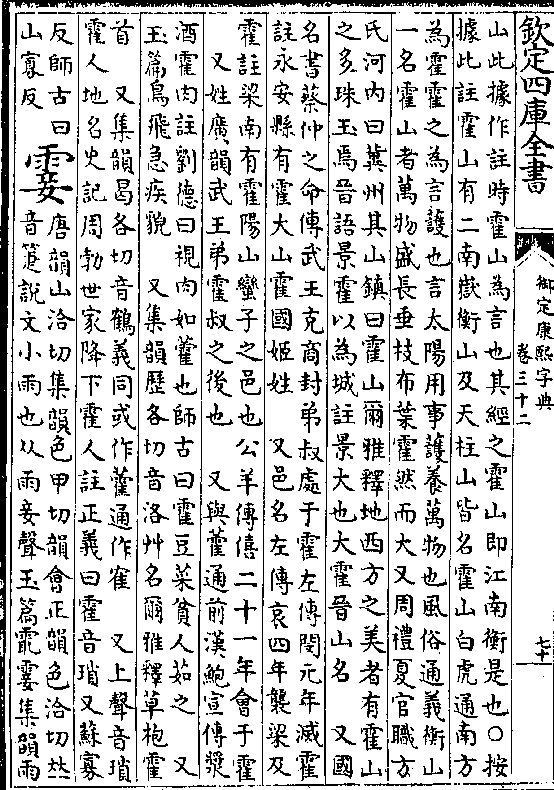 欽定四庫全書
御定康熙字典
卷三十二
七十
山此據作註時霍山為言也其經之霍山即江南衡是也〇按
據此註霍山有二南嶽衡山及天柱山皆名霍山白虎通南方
為霍霍之為言護也言太陽用事護養萬物也風俗通義衡山
一名霍山者萬物盛長垂枝布葉霍然而大又周禮夏官職方
氏河內曰冀州其山鎮曰霍山爾雅釋地西方之美者有霍山
之多珠玉焉晉語景霍以為城註景大也大霍晉山名 又國
名書蔡仲之命傳武王克商封弟叔處于霍左傳閔元年滅霍
註永安縣有霍大山霍國姬姓 又邑名左傳哀四年襲梁及
霍註梁南有霍陽山蠻子之邑也公羊傳僖二十一年會于霍
又姓廣韻武王弟霍叔之後也 又與藿通前漢鮑宣傳漿
酒霍肉註劉德曰視肉如藿也師古曰霍豆葉貧人茹之 又
玉篇鳥飛急疾貌 又集韻歷各切音洛艸名爾雅釋草枹霍
首 又集韻曷各切音鶴義同或作藿通作隺 又上聲音瑣
霍人地名史記周勃世家降下霍人註正義曰霍音瑣又蘇寡
反師古曰 霎 唐韻山洽切集韻色甲切韻會正韻色洽切𠀤
山寡反 音箑說文小雨也从雨妾聲玉篇霓霎集韻雨